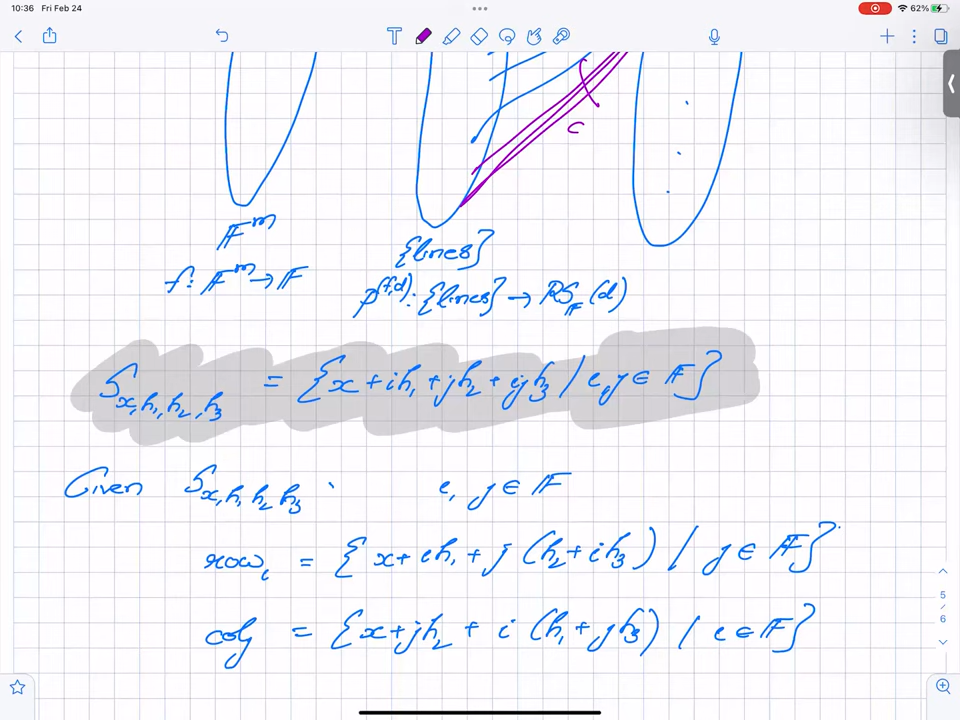 10:36 Fri Feb 24
62%
T
c
𝔽^m
{lines}
f: 𝔽^m → 𝔽
p^(f,d): {lines} → RS_𝔽(d)
S_{x,h₁,h₂,h₃} = {x + ih₁ + jh₂ + ijh₃ / i, j ∈ 𝔽}
Given S_{x,h₁,h₂,h₃} : i, j ∈ 𝔽
row_i = {x + ih₁ + j(h₂ + ih₃) / j ∈ 𝔽}
col_j = {x + jh₂ + i(h₁ + jh₃) / i ∈ 𝔽}
5
/
6